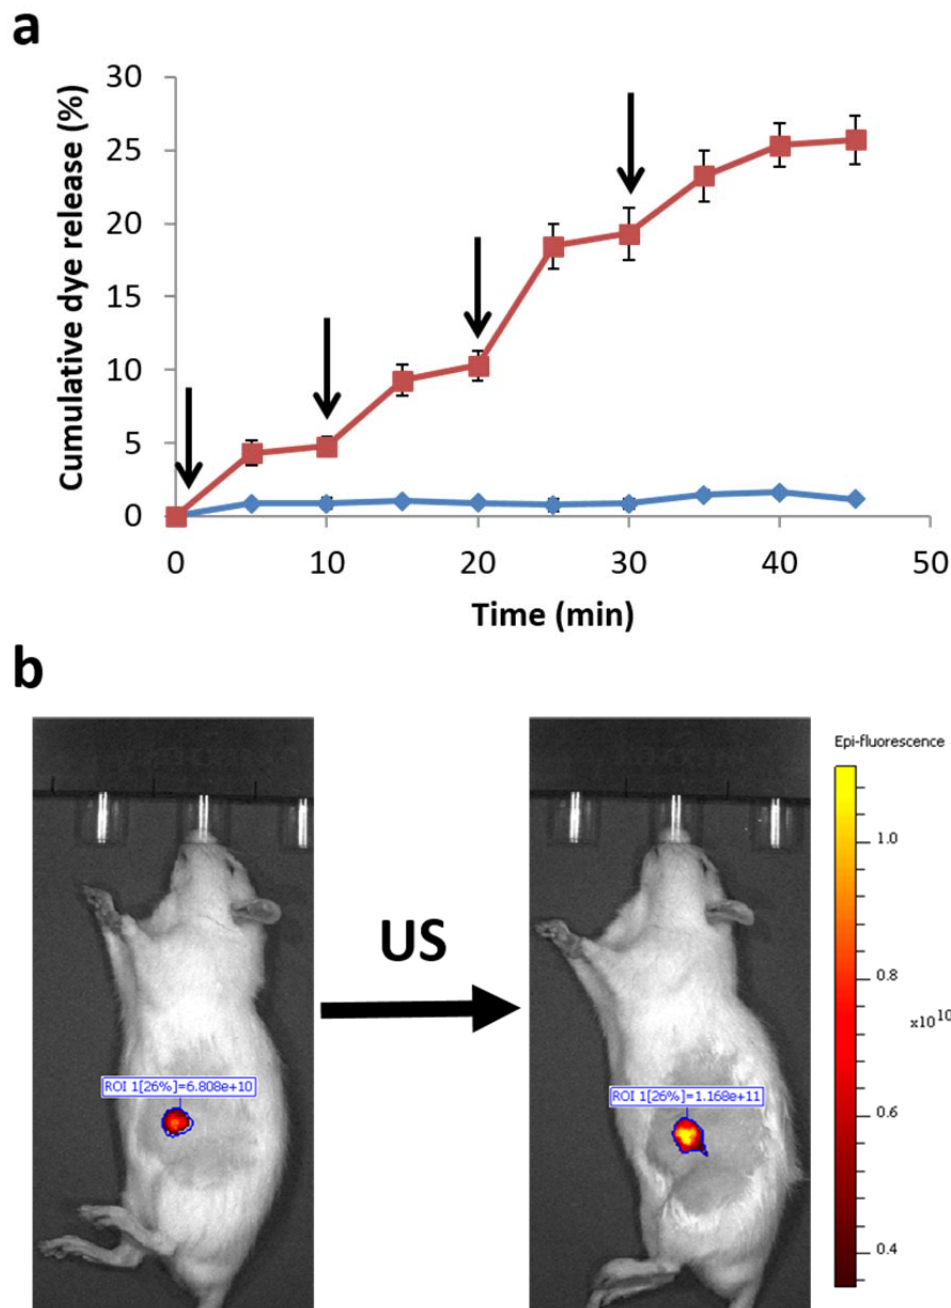 a
Cumulative dye release (%)
30
25
20
15
10
5
0
0 10 20 30 40 50
Time (min)
b
US
Epi-fluorescence
1.0
0.8
x10¹⁰
0.6
0.4
ROI 1[26%]=6.808e+10
ROI 1[26%]=1.168e+11